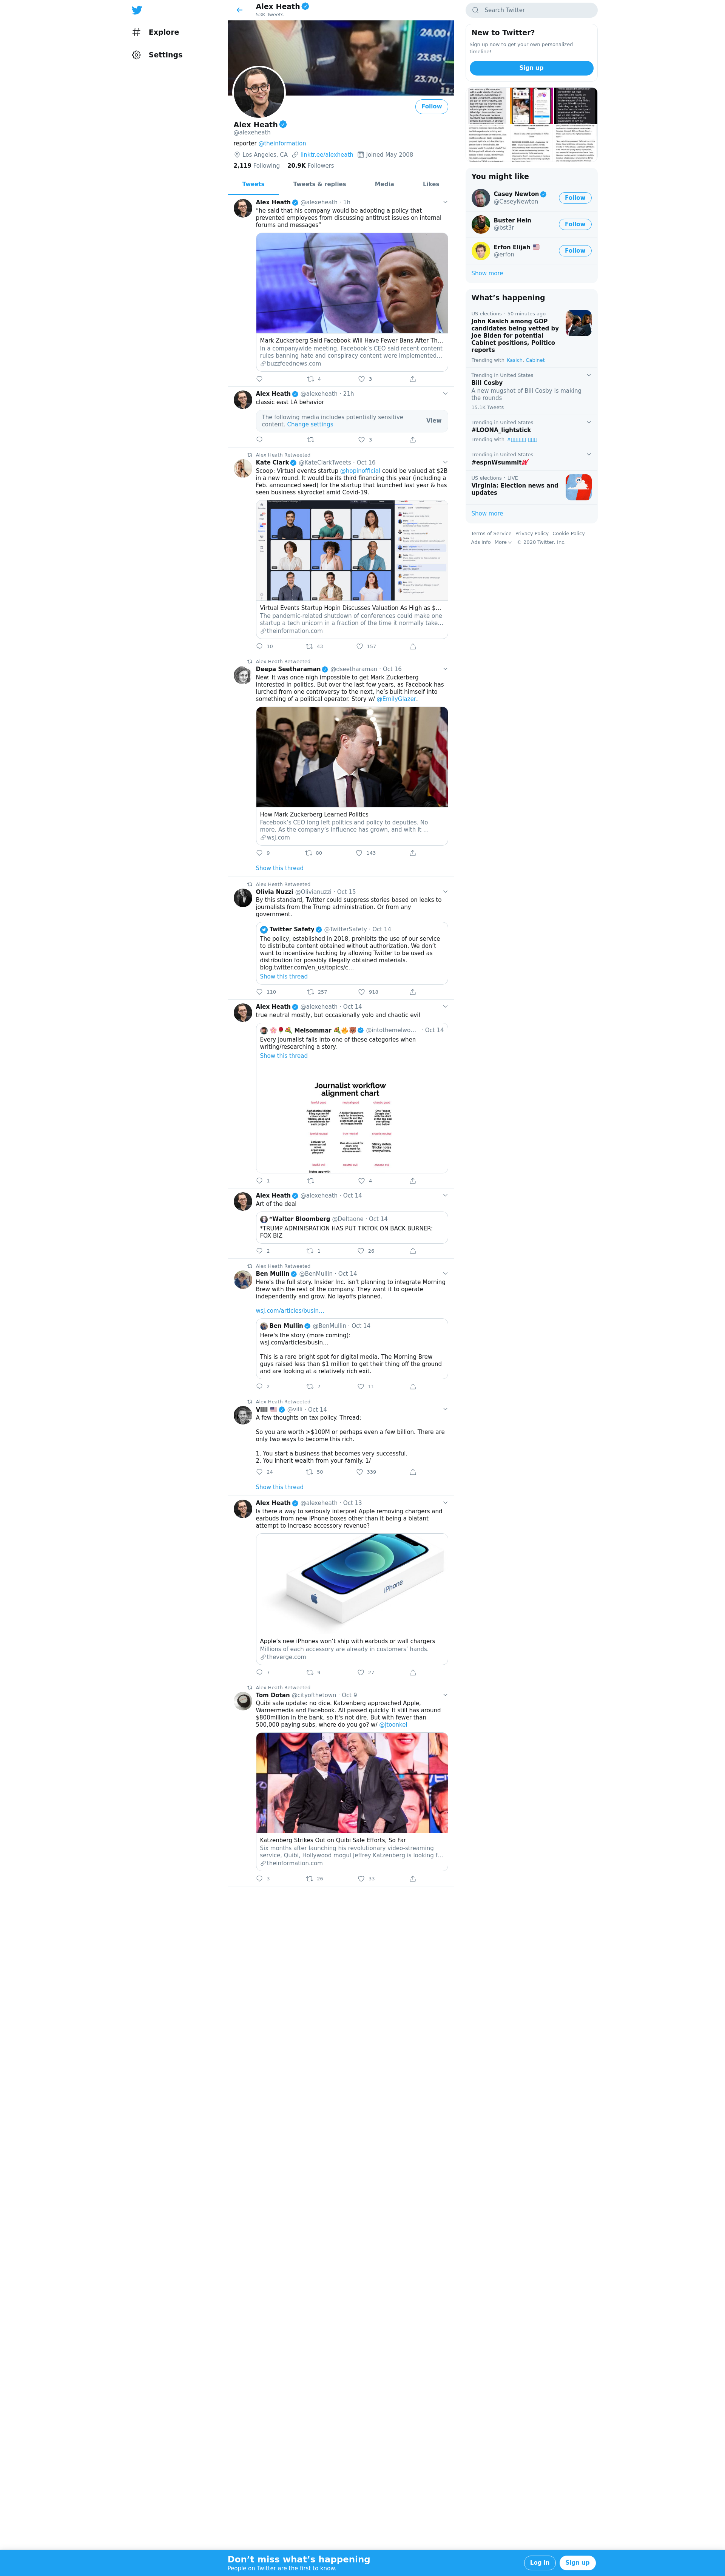 Explore
Settings
Alex Heath
53K Tweets
24.00
23.85
23.70
Follow
Alex Heath
@alexeheath
reporter @theinformation
Los Angeles, CA linktr.ee/alexheath Joined May 2008
2,119 Following 20.9K Followers
Tweets Tweets & replies Media Likes
Alex Heath @alexeheath · 1h
"he said that his company would be adopting a policy that
prevented employees from discussing antitrust issues on internal
forums and messages"
Mark Zuckerberg Said Facebook Will Have Fewer Bans After Th...
In a companywide meeting, Facebook's CEO said recent content
rules banning hate and conspiracy content were implemented...
buzzfeednews.com
4 5
Alex Heath @alexeheath · 21h
classic east LA behavior
The following media includes potentially sensitive
content. Change settings
View
3
Alex Heath Retweeted
Kate Clark @KateClarkTweets · Oct 16
Scoop: Virtual events startup @hopinofficial could be valued at $2B
in a new round. It would be its third financing this year (including a
Feb. announced seed) for the startup that launched last year & has
seen business skyrocket amid Covid-19.
Virtual Events Startup Hopin Discusses Valuation As High as $...
The pandemic-related shutdown of conferences could make one
startup a tech unicorn in a fraction of the time it normally take...
theinformation.com
10 43 157
Alex Heath Retweeted
Deepa Seetharaman @dseetharaman · Oct 16
New: It was once nigh impossible to get Mark Zuckerberg
interested in politics. But over the last few years, as Facebook has
lurched from one controversy to the next, he's built himself into
something of a political operator. Story w/ @EmilyGlazer.
How Mark Zuckerberg Learned Politics
Facebook's CEO long left politics and policy to deputies. No
more. As the company's influence has grown, and with it ...
wsj.com
9 80 143
Show this thread
Alex Heath Retweeted
Olivia Nuzzi @Olivianuzzi · Oct 15
By this standard, Twitter could suppress stories based on leaks to
journalists from the Trump administration. Or from any
government.
Twitter Safety @TwitterSafety · Oct 14
The policy, established in 2018, prohibits the use of our service
to distribute content obtained without authorization. We don't
want to incentivize hacking by allowing Twitter to be used as
distribution for possibly illegally obtained materials.
blog.twitter.com/en_us/topics/c...
Show this thread
110 257 918
Alex Heath @alexeheath · Oct 14
true neutral mostly, but occasionally yolo and chaotic evil
Melsommar @intothemelwo... · Oct 14
Every journalist falls into one of these categories when
writing/researching a story.
Show this thread
Journalist workflow
alignment chart
1 4
Alex Heath @alexeheath · Oct 14
Art of the deal
*Walter Bloomberg @Deltaone · Oct 14
*TRUMP ADMINISRATION HAS PUT TIKTOK ON BACK BURNER:
FOX BIZ
2 1 26
Alex Heath Retweeted
Ben Mullin @BenMullin · Oct 14
Here's the full story. Insider Inc. isn't planning to integrate Morning
Brew with the rest of the company. They want it to operate
independently and grow. No layoffs planned.
wsj.com/articles/busin...
Ben Mullin @BenMullin · Oct 14
Here's the story (more coming):
wsj.com/articles/busin...
This is a rare bright spot for digital media. The Morning Brew
guys raised less than $1 million to get their thing off the ground
and are looking at a relatively rich exit.
2 7 11
Alex Heath Retweeted
Villi @villi · Oct 14
A few thoughts on tax policy. Thread:
So you are worth >$100M or perhaps even a few billion. There are
only two ways to become this rich.
1. You start a business that becomes very successful.
2. You inherit wealth from your family. 1/
24 50 339
Show this thread
Alex Heath @alexeheath · Oct 13
Is there a way to seriously interpret Apple removing chargers and
earbuds from new iPhone boxes other than it being a blatant
attempt to increase accessory revenue?
iPhone
Apple's new iPhones won't ship with earbuds or wall chargers
Millions of each accessory are already in customers' hands.
theverge.com
7 9 27
Alex Heath Retweeted
Tom Dotan @cityofthetown · Oct 9
Quibi sale update: no dice. Katzenberg approached Apple,
Warnermedia and Facebook. All passed quickly. It still has around
$800million in the bank, so it's not dire. But with fewer than
500,000 paying subs, where do you go? w/ @jtoonkel
Katzenberg Strikes Out on Quibi Sale Efforts, So Far
Six months after launching his revolutionary video-streaming
service, Quibi, Hollywood mogul Jeffrey Katzenberg is looking f...
theinformation.com
3 26 33
Search Twitter
New to Twitter?
Sign up now to get your own personalized
timeline!
Sign up
You might like
Casey Newton
@CaseyNewton
Follow
Buster Hein
@bst3r
Follow
Erfon Elijah
@erfon
Follow
Show more
What's happening
US elections · 56 minutes ago
John Kasich among GOP
candidates being vetted by
Joe Biden for potential
Cabinet positions, Politico
reports
Trending with Kasich, Cabinet
Trending in United States
Bill Cosby
A new mugshot of Bill Cosby is making
the rounds
15.1K Tweets
Trending in United States
#LOONA_lightstick
Trending with
Trending in United States
#espnWsummit
US elections · LIVE
Virginia: Election news and
updates
Show more
Terms of Service Privacy Policy Cookie Policy
Ads info More © 2020 Twitter, Inc.
Don't miss what's happening
People on Twitter are the first to know.
Log in
Sign up